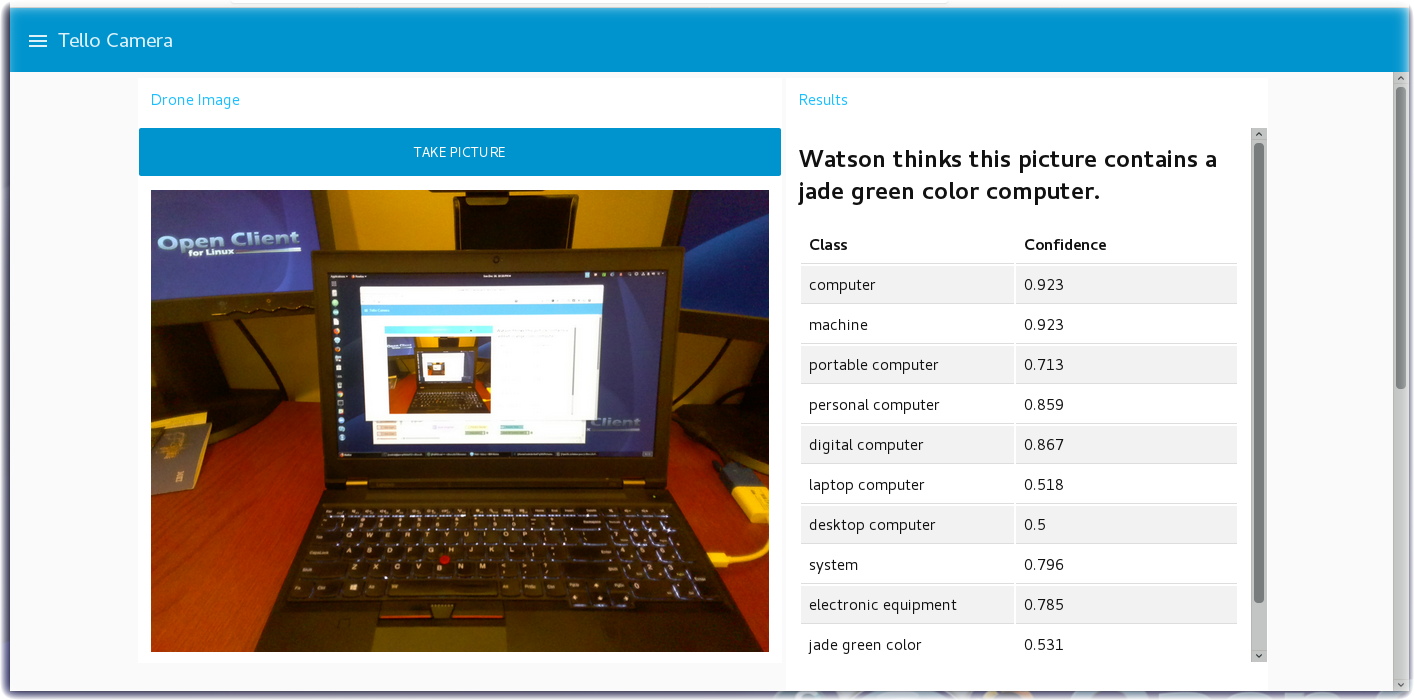 Tello Camera
Drone Image
TAKE PICTURE
Open Client
for Linux
Client
IBM
Results
Watson thinks this picture contains a
jade green color computer.
Class Confidence
computer 0.923
machine 0.923
portable computer 0.713
personal computer 0.859
digital computer 0.867
laptop computer 0.518
desktop computer 0.5
system 0.796
electronic equipment 0.785
jade green color 0.531